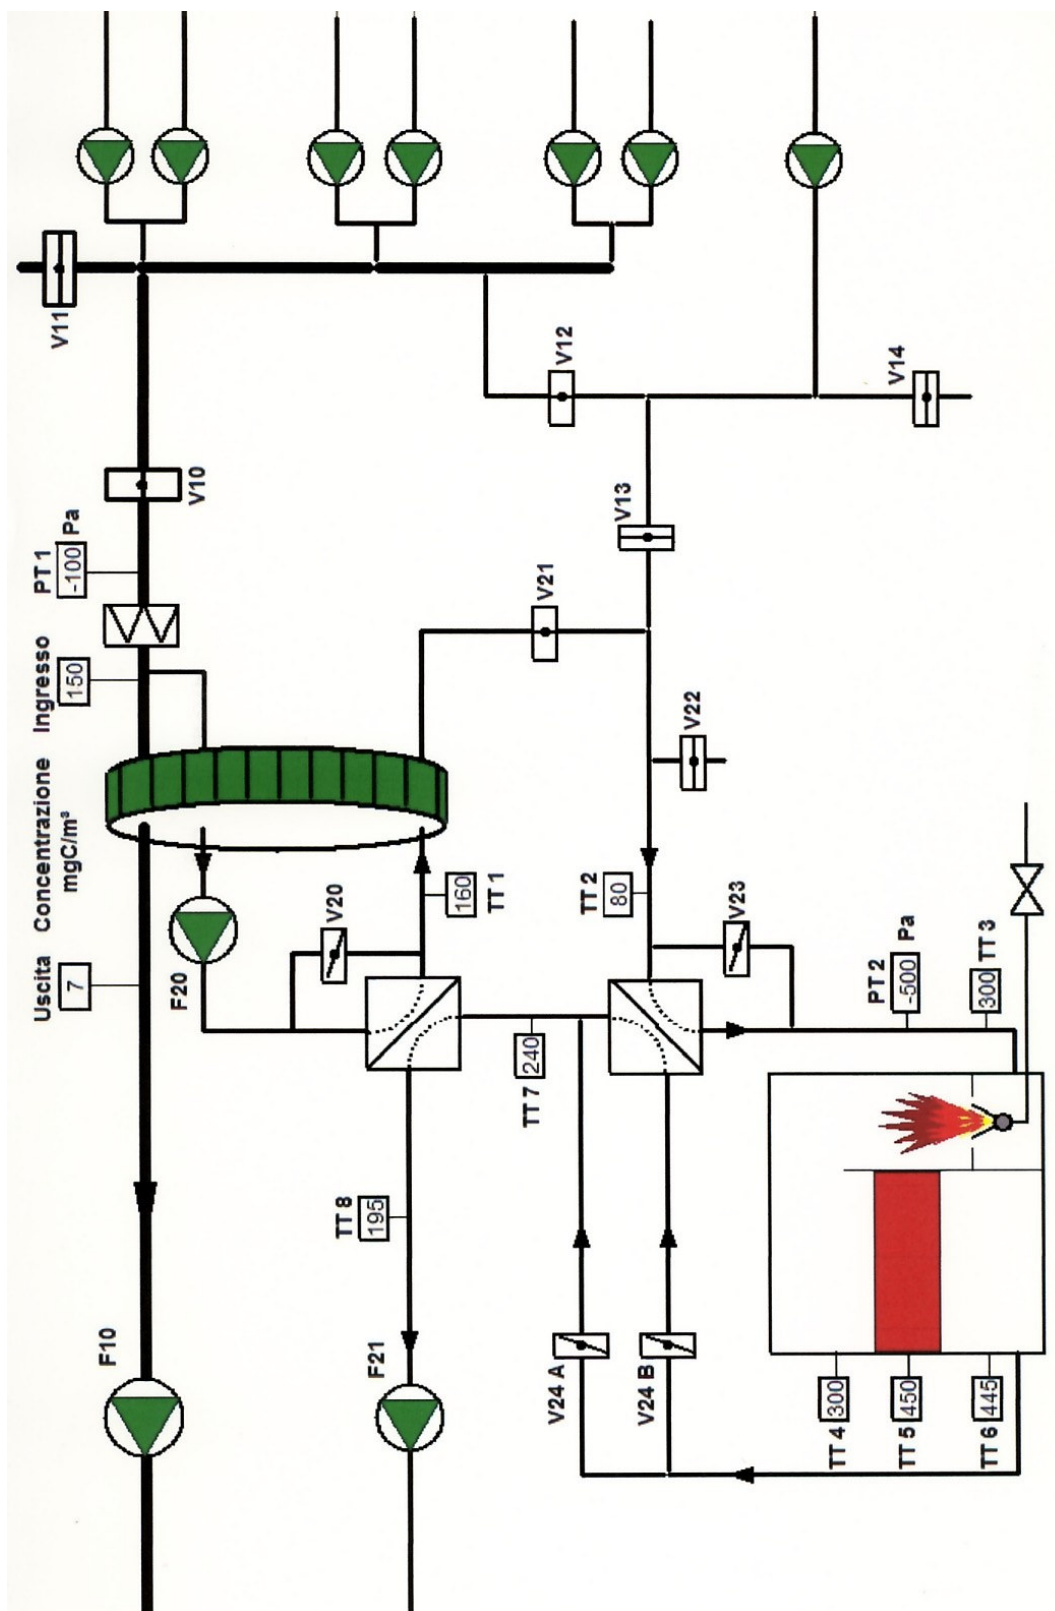 V11
V12
V14
V10
V13
PT 1
-100 Pa
V21
Uscita Concentrazione Ingresso
mgC/m³
150
7
V22
F20
V20
160
TT 1
TT 2
80
V23
PT 2
-500 Pa
300 TT 3
TT 7 240
TT 8
195
F10
F21
V24 A
V24 B
TT 4 300
TT 5 450
TT 6 445